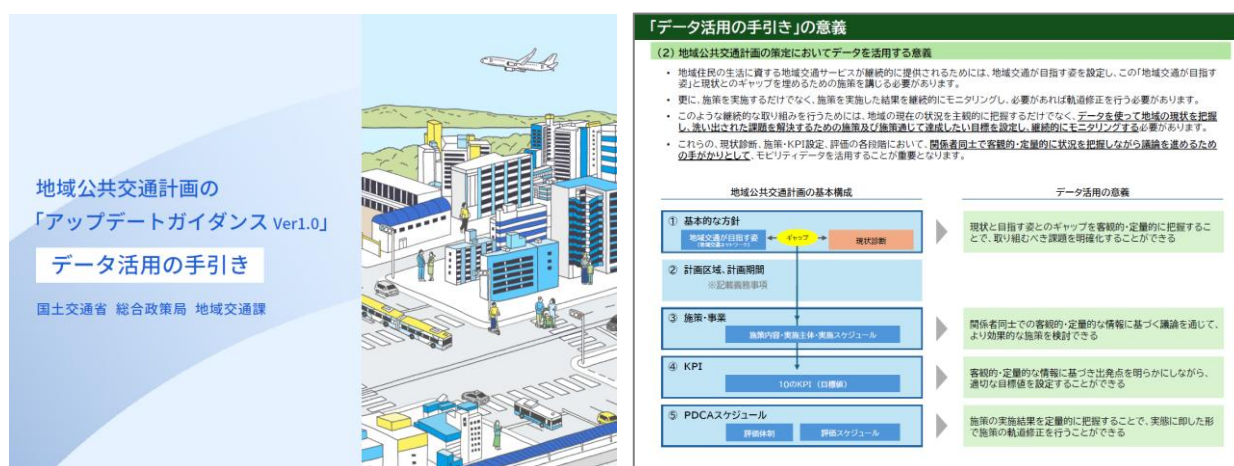 地域公共交通計画の
「アップデートガイダンス Ver1.0」
データ活用の手引き
国土交通省 総合政策局 地域交通課
「データ活用の手引き」の意義
(2) 地域公共交通計画の策定においてデータを活用する意義
・ 地域住民の生活に資する地域交通サービスが継続的に提供されるためには、地域交通が目指す姿を設定し、この「地域交通が目指す
姿」と現状とのギャップを埋めるための施策を講じる必要があります。
・ 更に、施策を実施するだけでなく、施策を実施した結果を継続的にモニタリングし、必要があれば軌道修正を行う必要があります。
・ このような継続的な取り組みを行うためには、地域の現在の状況を主観的に把握するだけでなく、データを使って地域の現状を把握
し、洗い出された課題を解決するための施策及び施策通じて達成したい目標を設定し、継続的にモニタリングする必要があります。
・ これらの、現状診断、施策・KPI設定、評価の各段階において、関係者同士で客観的・定量的に状況を把握しながら議論を進めるため
の手がかりとして、モビリティデータを活用することが重要となります。
地域公共交通計画の基本構成
データ活用の意義
① 基本的な方針
地域交通が目指す姿
(地域交通ネットワーク)
ギャップ
現状診断
現状と目指す姿とのギャップを客観的・定量的に把握するこ
とで、取り組むべき課題を明確化することができる
② 計画区域、計画期間
※記載義務事項
③ 施策・事業
施策内容・実施主体・実施スケジュール
関係者同士での客観的・定量的な情報に基づく議論を通じて、
より効果的な施策を検討できる
④ KPI
10のKPI（目標値）
客観的・定量的な情報に基づき出発点を明らかにしながら、
適切な目標値を設定することができる
⑤ PDCAスケジュール
評価体制
評価スケジュール
施策の実施結果を定量的に把握することで、実態に即した形
で施策の軌道修正を行うことができる